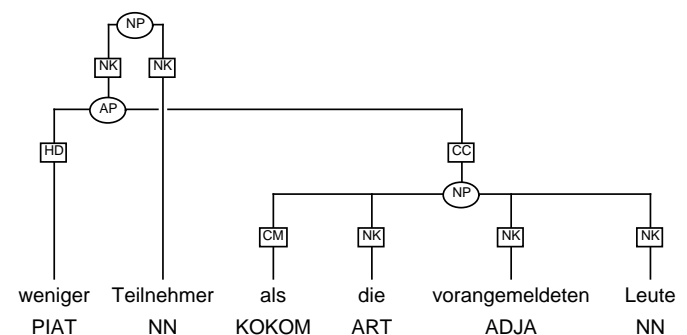 NP
NK NK
AP
HD CC
NP
CM NK NK NK
weniger Teilnehmer als die vorangemeldeten Leute
PIAT NN KOKOM ART ADJA NN